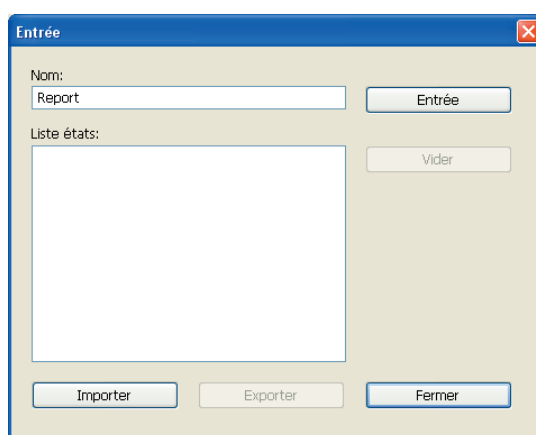 Entrée
Nom:
Report
Entrée
Liste états:
Vider
Importer
Exporter
Fermer